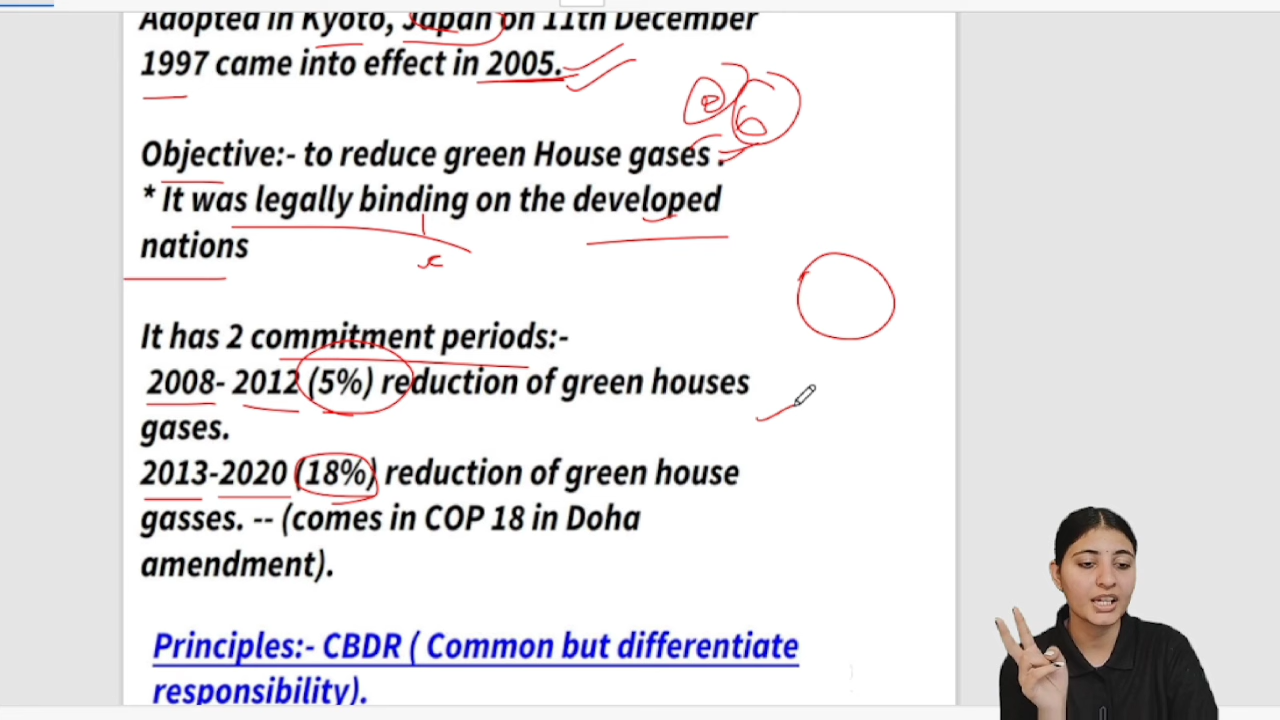 Adopted in Kyoto, Japan on 11th December
1997 came into effect in 2005.
Objective:- to reduce green House gases .
* It was legally binding on the developed
nations
It has 2 commitment periods:-
2008- 2012 (5%) reduction of green houses
gases.
2013-2020 (18%) reduction of green house
gasses. -- (comes in COP 18 in Doha
amendment).
Principles:- CBDR ( Common but differentiate
responsibility).